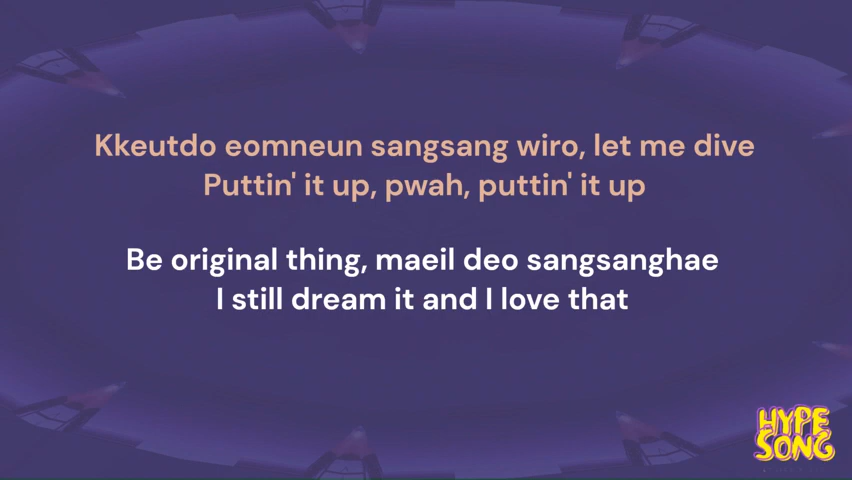 Kkeutdo eomneun sangsang wiro, let me dive
Puttin' it up, pwah, puttin' it up
Be original thing, maeil deo sangsanghae
I still dream it and I love that
HYPE
SONG